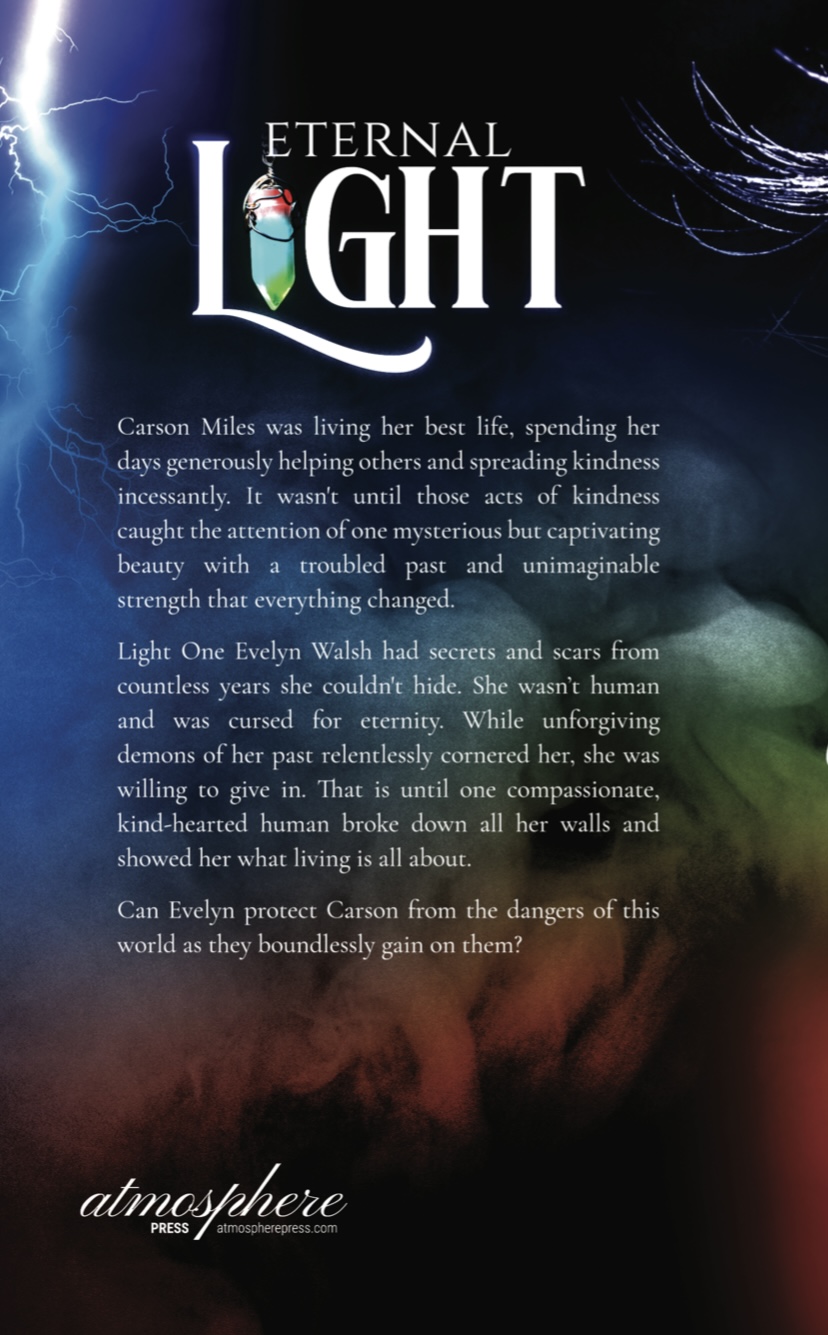 ETERNAL
LIGHT
Carson Miles was living her best life, spending her
days generously helping others and spreading kindness
incessantly. It wasn't until those acts of kindness
caught the attention of one mysterious but captivating
beauty with a troubled past and unimaginable
strength that everything changed.
Light One Evelyn Walsh had secrets and scars from
countless years she couldn't hide. She wasn’t human
and was cursed for eternity. While unforgiving
demons of her past relentlessly cornered her, she was
willing to give in. That is until one compassionate,
kind-hearted human broke down all her walls and
showed her what living is all about.
Can Evelyn protect Carson from the dangers of this
world as they boundlessly gain on them?
atmosphere
PRESS atmospherepress.com